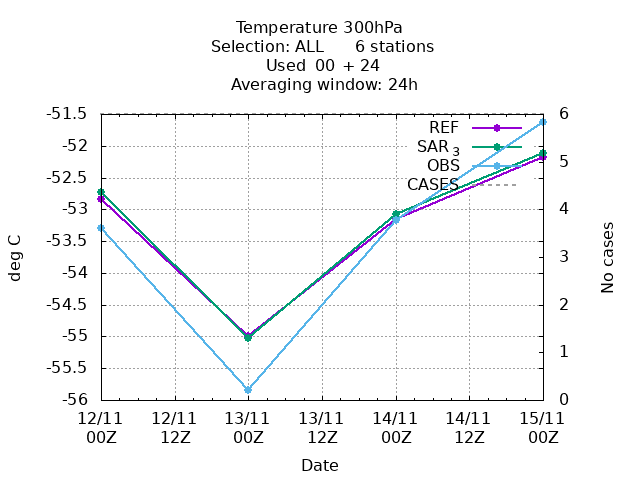 Temperature 300hPa
Selection: ALL 6 stations
Used 00 + 24
Averaging window: 24h
-51.5
-52
-52.5
-53
-53.5
-54
-54.5
-55
-55.5
-56
6
5
4
3
2
1
0
REF
SAR 3
OBS
CASES
deg C
No cases
12/11 12/11 13/11 13/11 14/11 14/11 15/11
00Z 12Z 00Z 12Z 00Z 12Z 00Z
Date